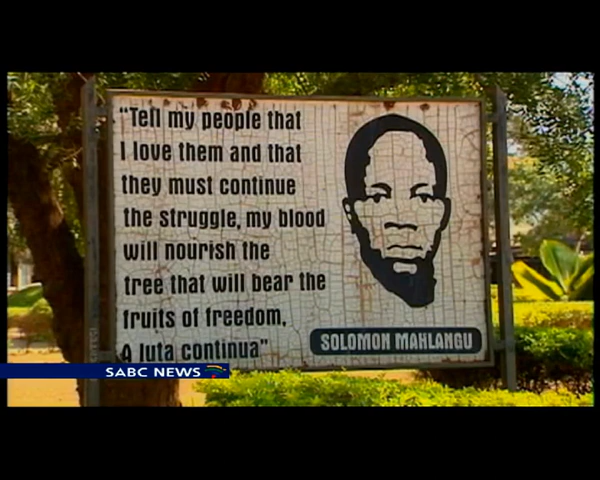 “Tell my people that
I love them and that
they must continue
the struggle, my blood
will nourish the
tree that will bear the
fruits of freedom,
A luta continua”
SOLOMON MAHLANGU
SABC NEWS